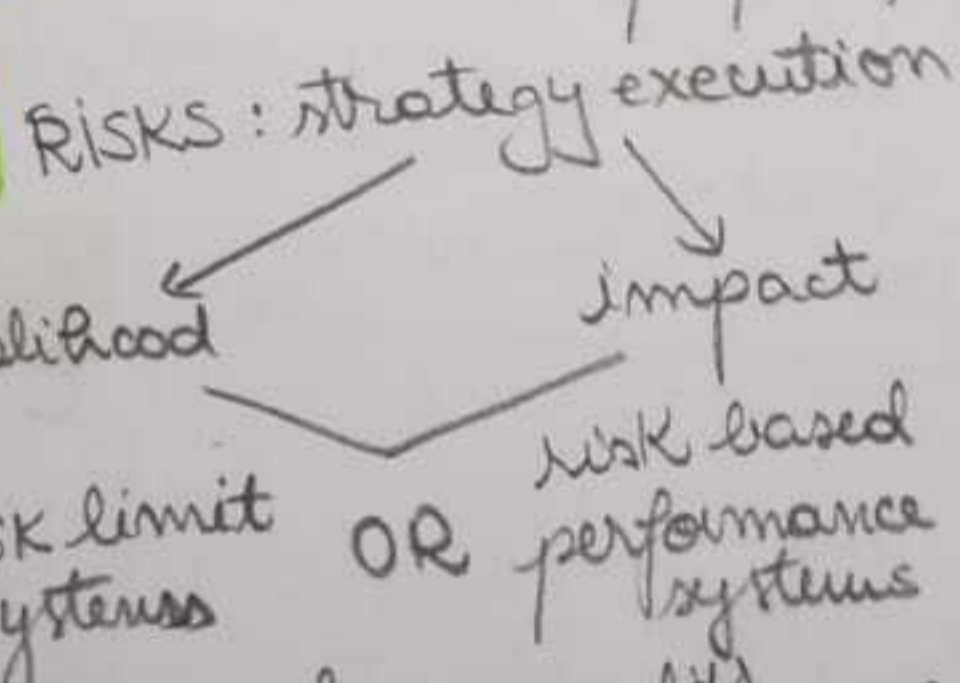 RISKS : strategy execution
lihood
impact
risk based
k limit
OR
performance
ystems
systems